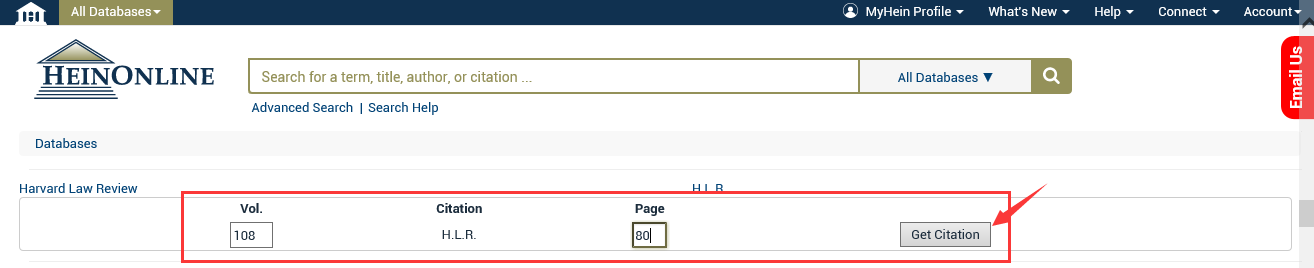 All Databases MyHein Profile What's New Help Connect Account
HEINONLINE
Search for a term, title, author, or citation ... All Databases ▼
Advanced Search | Search Help
Email Us
Databases
Harvard Law Review H.L.R.
Vol. Citation Page
108 H.L.R. 80 Get Citation